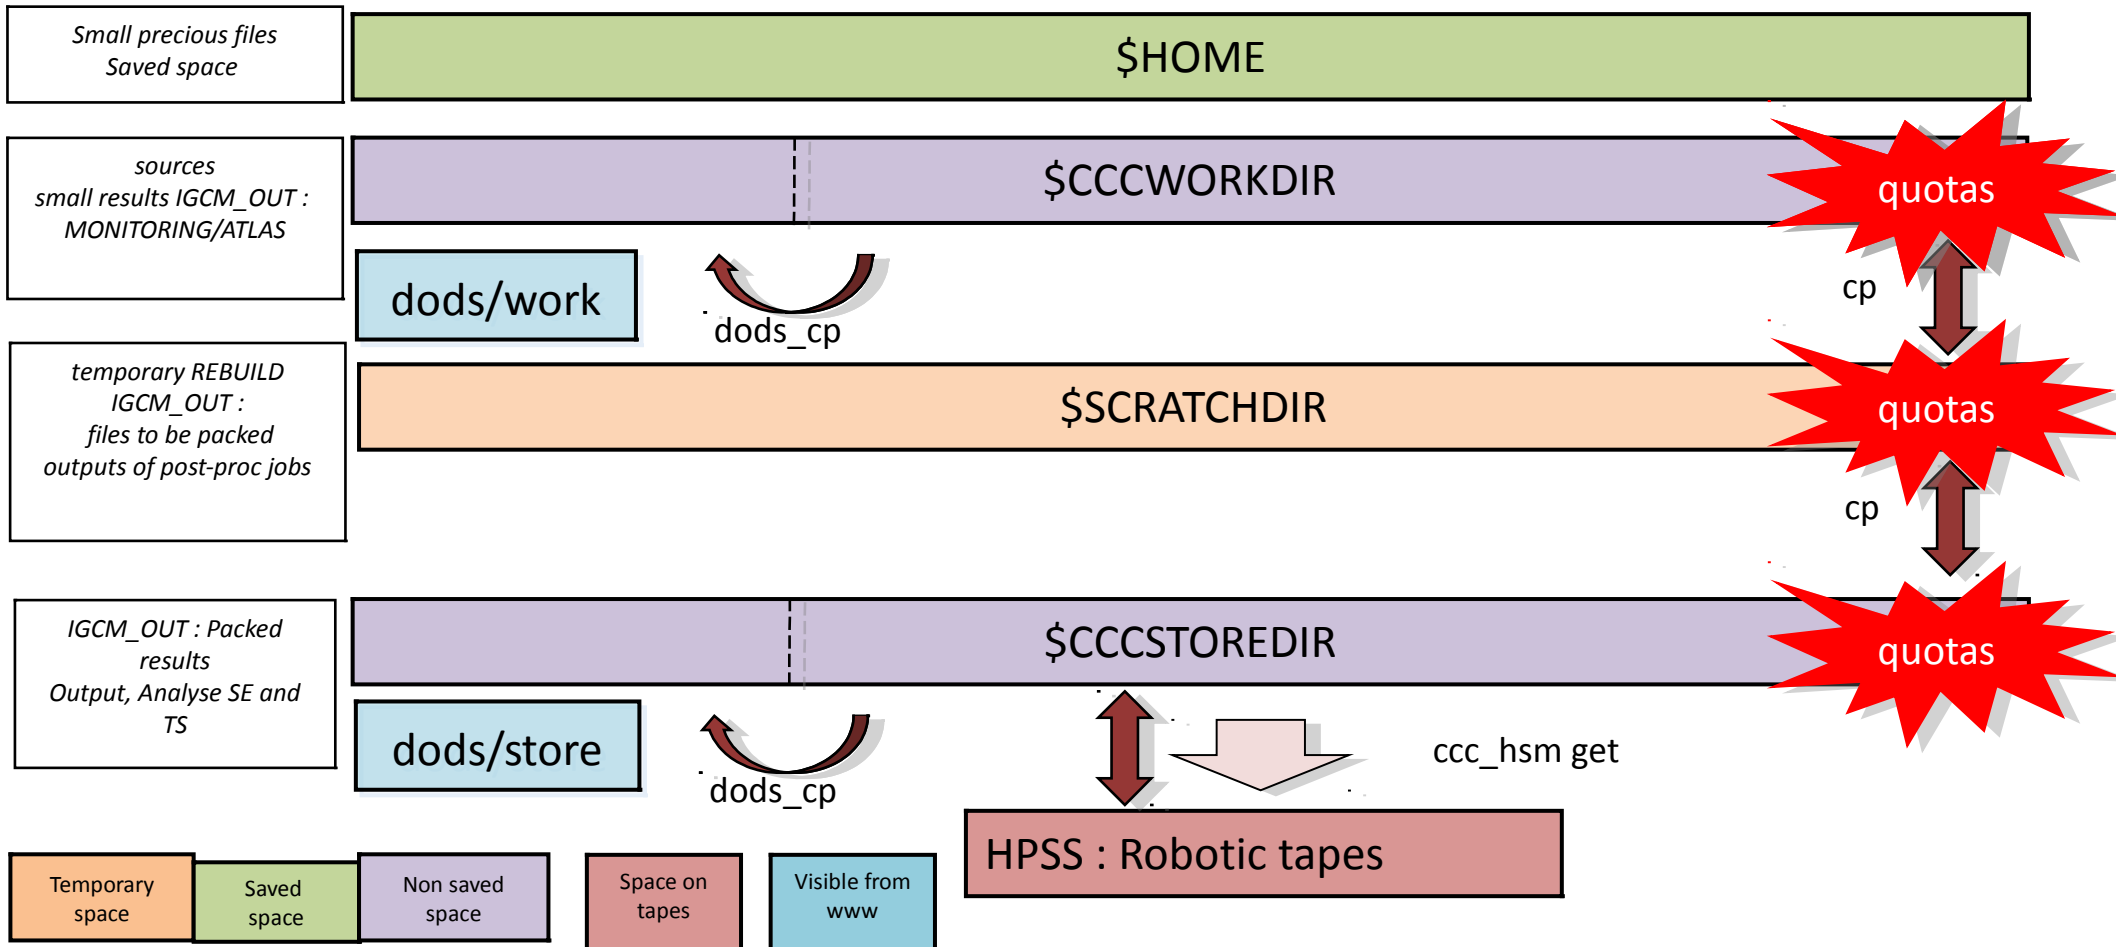 Small precious files
Saved space
$HOME
sources
small results IGCM_OUT :
MONITORING/ATLAS
$CCCWORKDIR
quotas
dods/work
dods_cp
cp
temporary REBUILD
IGCM_OUT :
files to be packed
outputs of post-proc jobs
$SCRATCHDIR
quotas
cp
IGCM_OUT : Packed
results
Output, Analyse SE and
TS
$CCCSTOREDIR
quotas
dods/store
dods_cp
ccc_hsm get
HPSS : Robotic tapes
Temporary
space
Saved
space
Non saved
space
Space on
tapes
Visible from
www